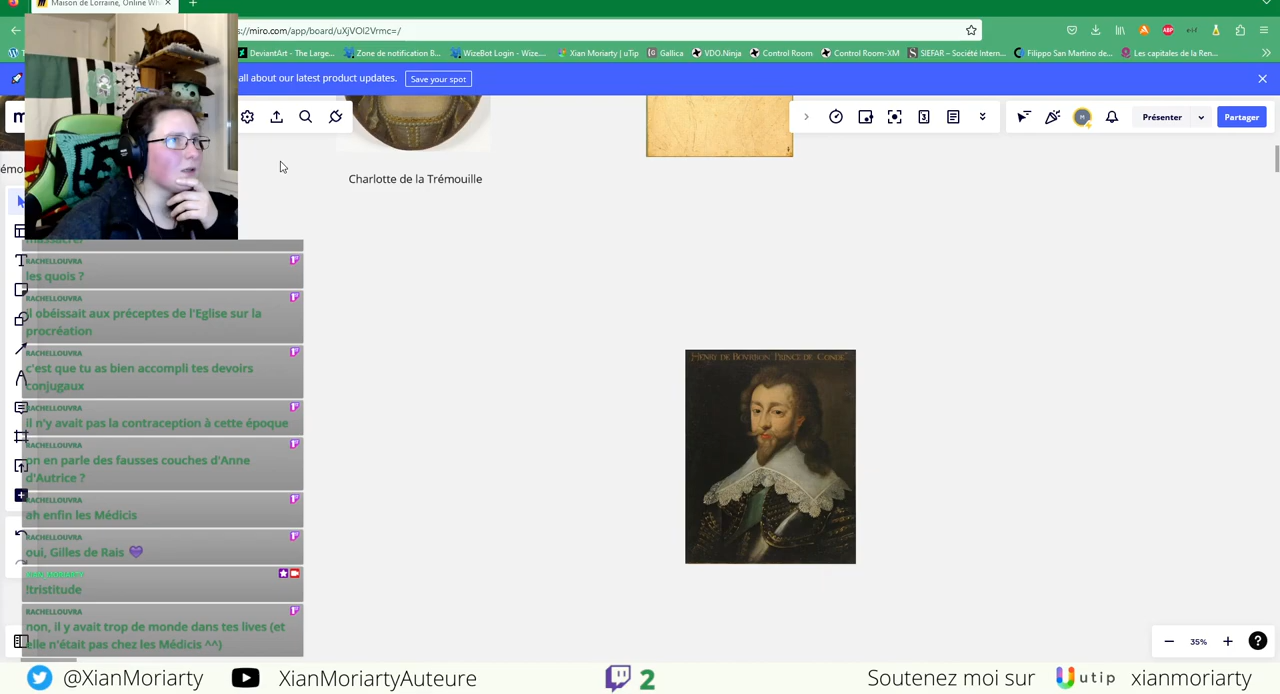 Maison de Lorraine, Online Wh
s://miro.com/app/board/uXjVOl2Vrmc=/
DeviantArt - The Large... Zone de notification B... WizeBot Login - Wize.... Xian Moriarty | uTip Gallica VDO.Ninja Control Room Control Room-XM SIEFAR – Société Intern... Filippo San Martino de... Les capitales de la Ren...
all about our latest product updates. Save your spot
Présenter
Partager
Charlotte de la Trémouille
RACHELLOUVRA
les quois ?
RACHELLOUVRA
il obéissait aux préceptes de l'Eglise sur la
procréation
RACHELLOUVRA
c'est que tu as bien accompli tes devoirs
conjugaux
RACHELLOUVRA
il n'y avait pas la contraception à cette époque
RACHELLOUVRA
on en parle des fausses couches d'Anne
d'Autrice ?
RACHELLOUVRA
ah enfin les Médicis
RACHELLOUVRA
oui, Gilles de Rais 💜
!tristitude
RACHELLOUVRA
non, il y avait trop de monde dans tes lives (et
elle n'était pas chez les Médicis ^^)
HENRI DE BOVRBON PRINCE DE CONDE
35%
@XianMoriarty
XianMoriartyAuteure
2
Soutenez moi sur
utip
xianmoriarty